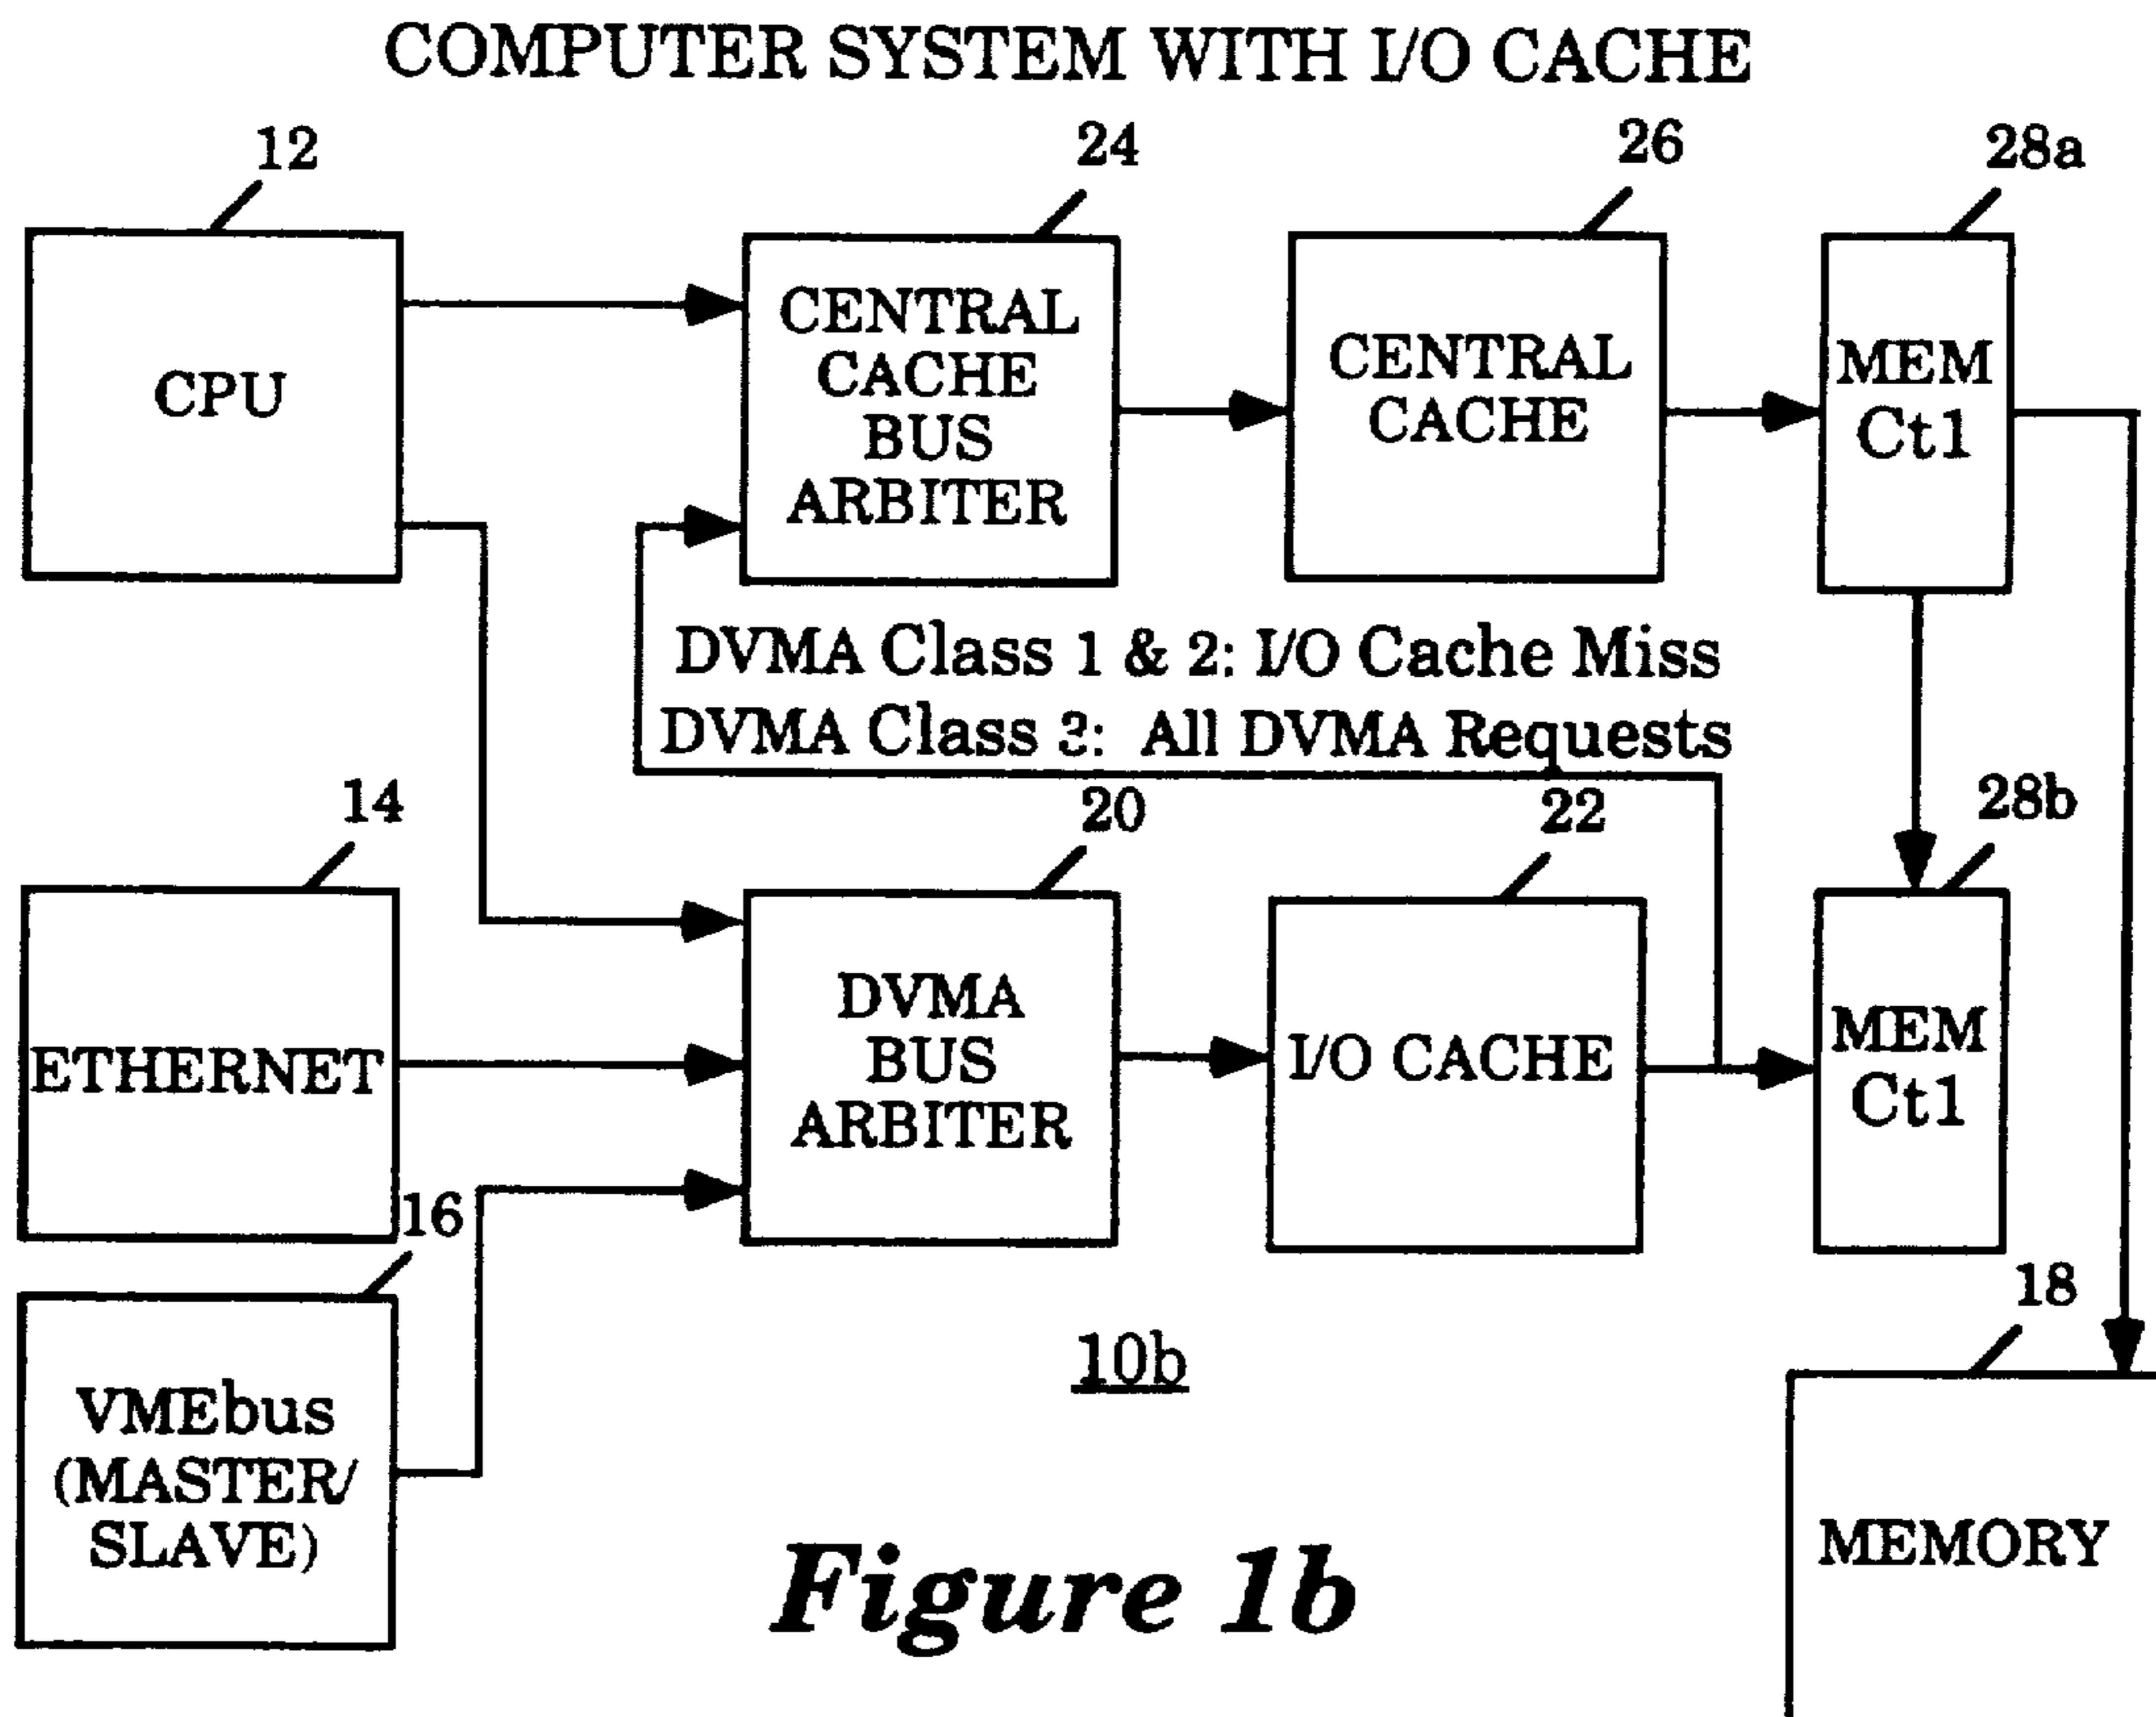 COMPUTER SYSTEM WITH I/O CACHE
12
24
26
28a
CPU
CENTRAL
CACHE
BUS
ARBITER
CENTRAL
CACHE
MEM
Ct1
DVMA Class 1 & 2: I/O Cache Miss
DVMA Class 3: All DVMA Requests
14
20
22
28b
ETHERNET
DVMA
BUS
ARBITER
I/O CACHE
MEM
Ct1
16
18
VMEbus
(MASTER/
SLAVE)
10b
MEMORY
Figure 1b